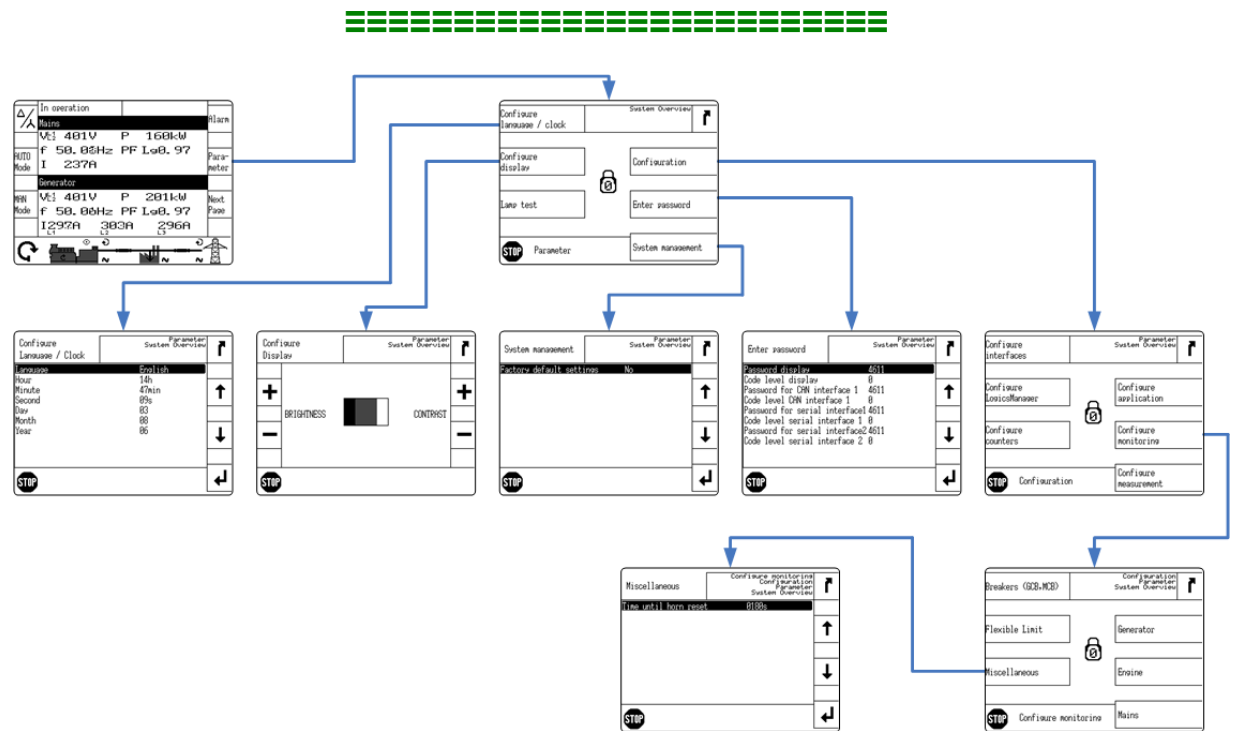 In operation
Alarm
Mains
401V P 160kW
AUTO Mode
f 50.00Hz PF Lg0.97
Para-meter
I 237A
Generator
MAN Mode
401V P 201kW
Next Page
f 50.00Hz PF Lg0.97
I297A 303A 296A
L1 L2 L3
Configure language / clock
System Overview
Configure display
Configuration
0
Lamp test
Enter password
STOP
Parameter
System management
Configure
Language / Clock
Parameter
System Overview
Language English
Hour 14h
Minute 47min
Second 09s
Day 03
Month 08
Year 06
STOP
Configure
Display
Parameter
System Overview
+ +
BRIGHTNESS CONTRAST
— —
STOP
System management
Parameter
System Overview
Factory default settings No
STOP
Enter password
Parameter
System Overview
Password display 4611
Code level display 0
Password for CAN interface 1 4611
Code level CAN interface 1 0
Password for serial interface1 4611
Code level serial interface 1 0
Password for serial interface2 4611
Code level serial interface 2 0
STOP
Configure
interfaces
Parameter
System Overview
Configure
LogicsManager
Configure
application
0
Configure
counters
Configure
monitoring
STOP
Configuration
Configure
measurement
Miscellaneous
Configure monitoring
Configuration
Parameter
System Overview
Time until horn reset 0180s
STOP
Breakers (GCB,MCB)
Configuration
Parameter
System Overview
Flexible Limit
Generator
0
Miscellaneous
Engine
STOP
Configure monitoring
Mains